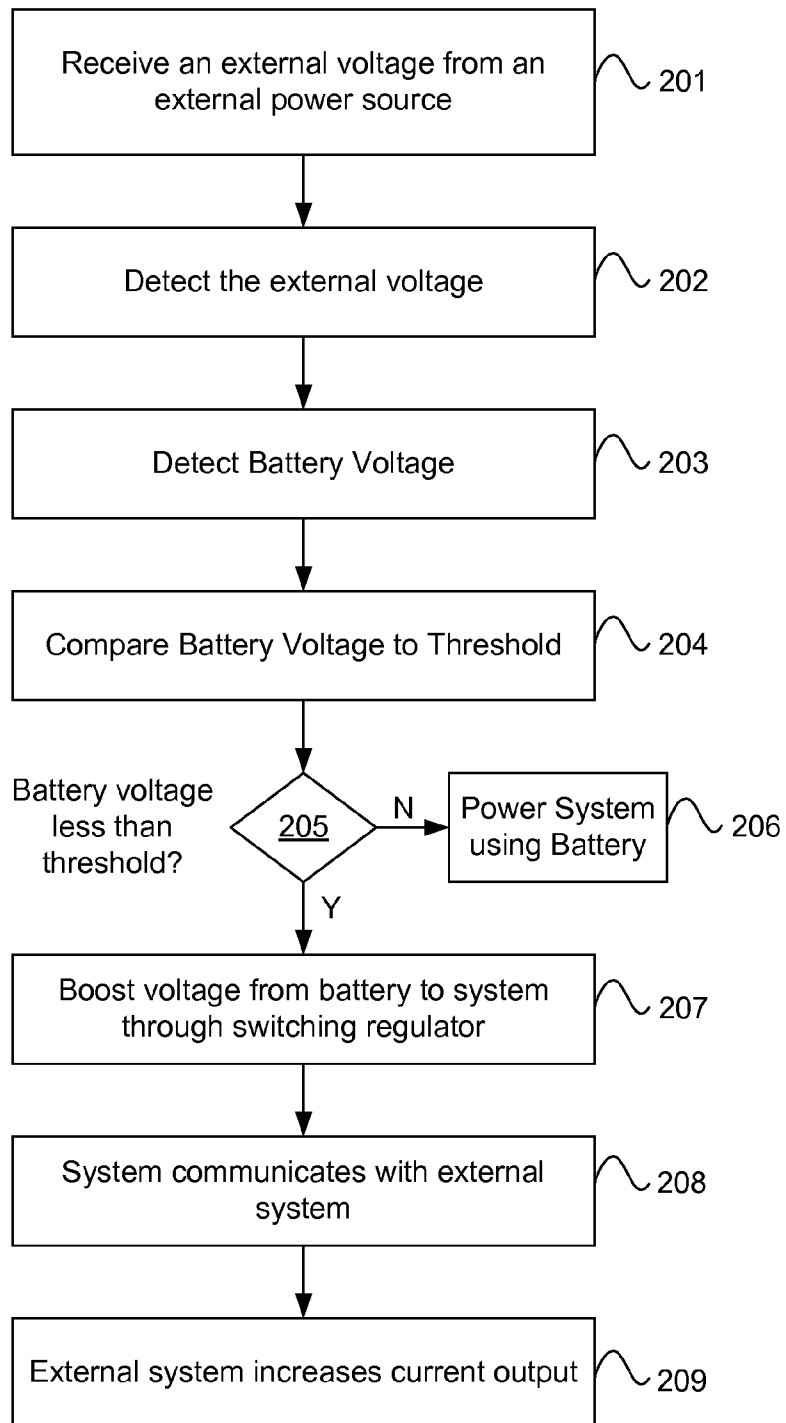 Receive an external voltage from an
external power source
201
Detect the external voltage
202
Detect Battery Voltage
203
Compare Battery Voltage to Threshold
204
Battery voltage
less than
threshold?
205
N
Power System
using Battery
206
Y
Boost voltage from battery to system
through switching regulator
207
System communicates with external
system
208
External system increases current output
209